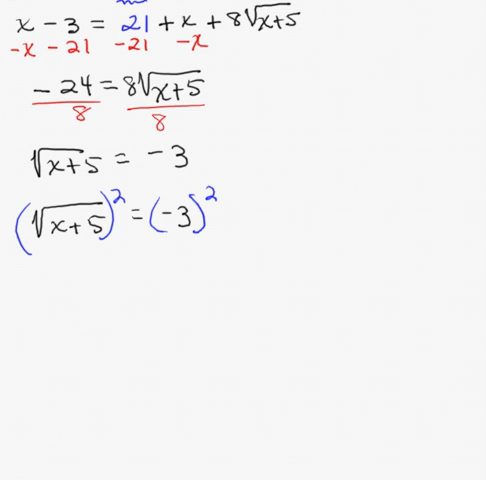 x - 3 = 21 + x + 8√x+5
-x - 21 -21 -x
-24 = 8√x+5
8 8
√x+5 = -3
(√x+5)² = (-3)²